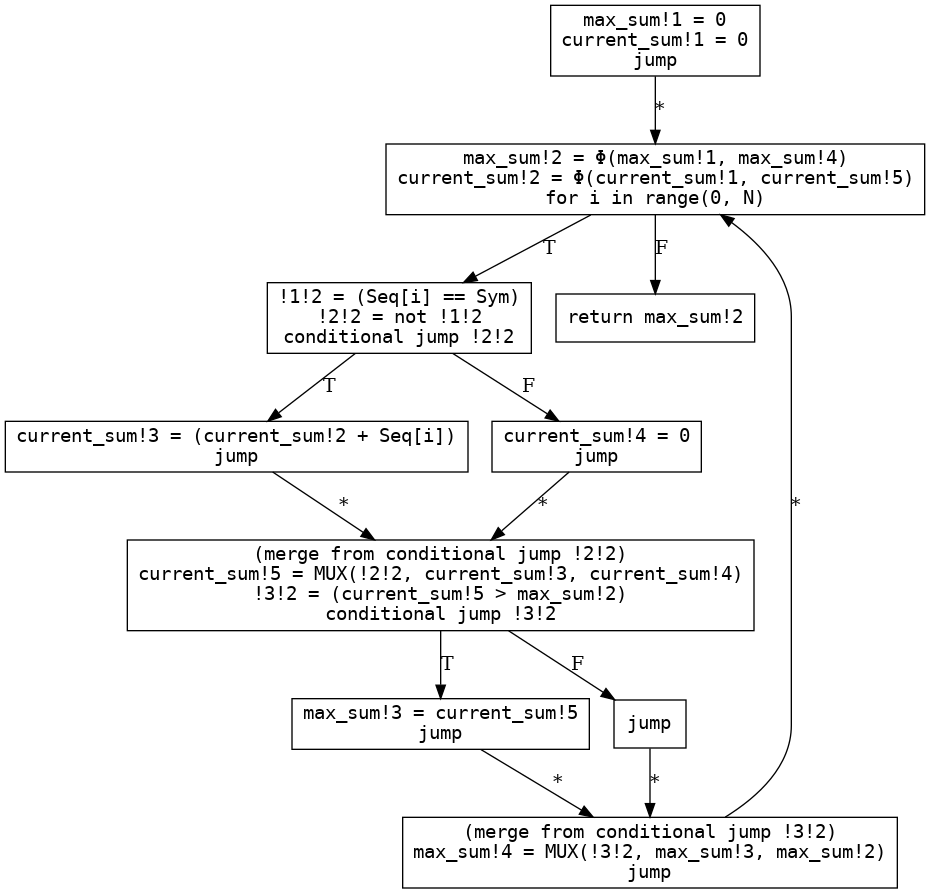 max_sum!1 = 0
current_sum!1 = 0
jump
*
max_sum!2 = Φ(max_sum!1, max_sum!4)
current_sum!2 = Φ(current_sum!1, current_sum!5)
for i in range(0, N)
T
F
!1!2 = (Seq[i] == Sym)
!2!2 = not !1!2
conditional jump !2!2
return max_sum!2
T
F
current_sum!3 = (current_sum!2 + Seq[i])
jump
current_sum!4 = 0
jump
*
*
*
(merge from conditional jump !2!2)
current_sum!5 = MUX(!2!2, current_sum!3, current_sum!4)
!3!2 = (current_sum!5 > max_sum!2)
conditional jump !3!2
T
F
max_sum!3 = current_sum!5
jump
jump
*
*
(merge from conditional jump !3!2)
max_sum!4 = MUX(!3!2, max_sum!3, max_sum!2)
jump